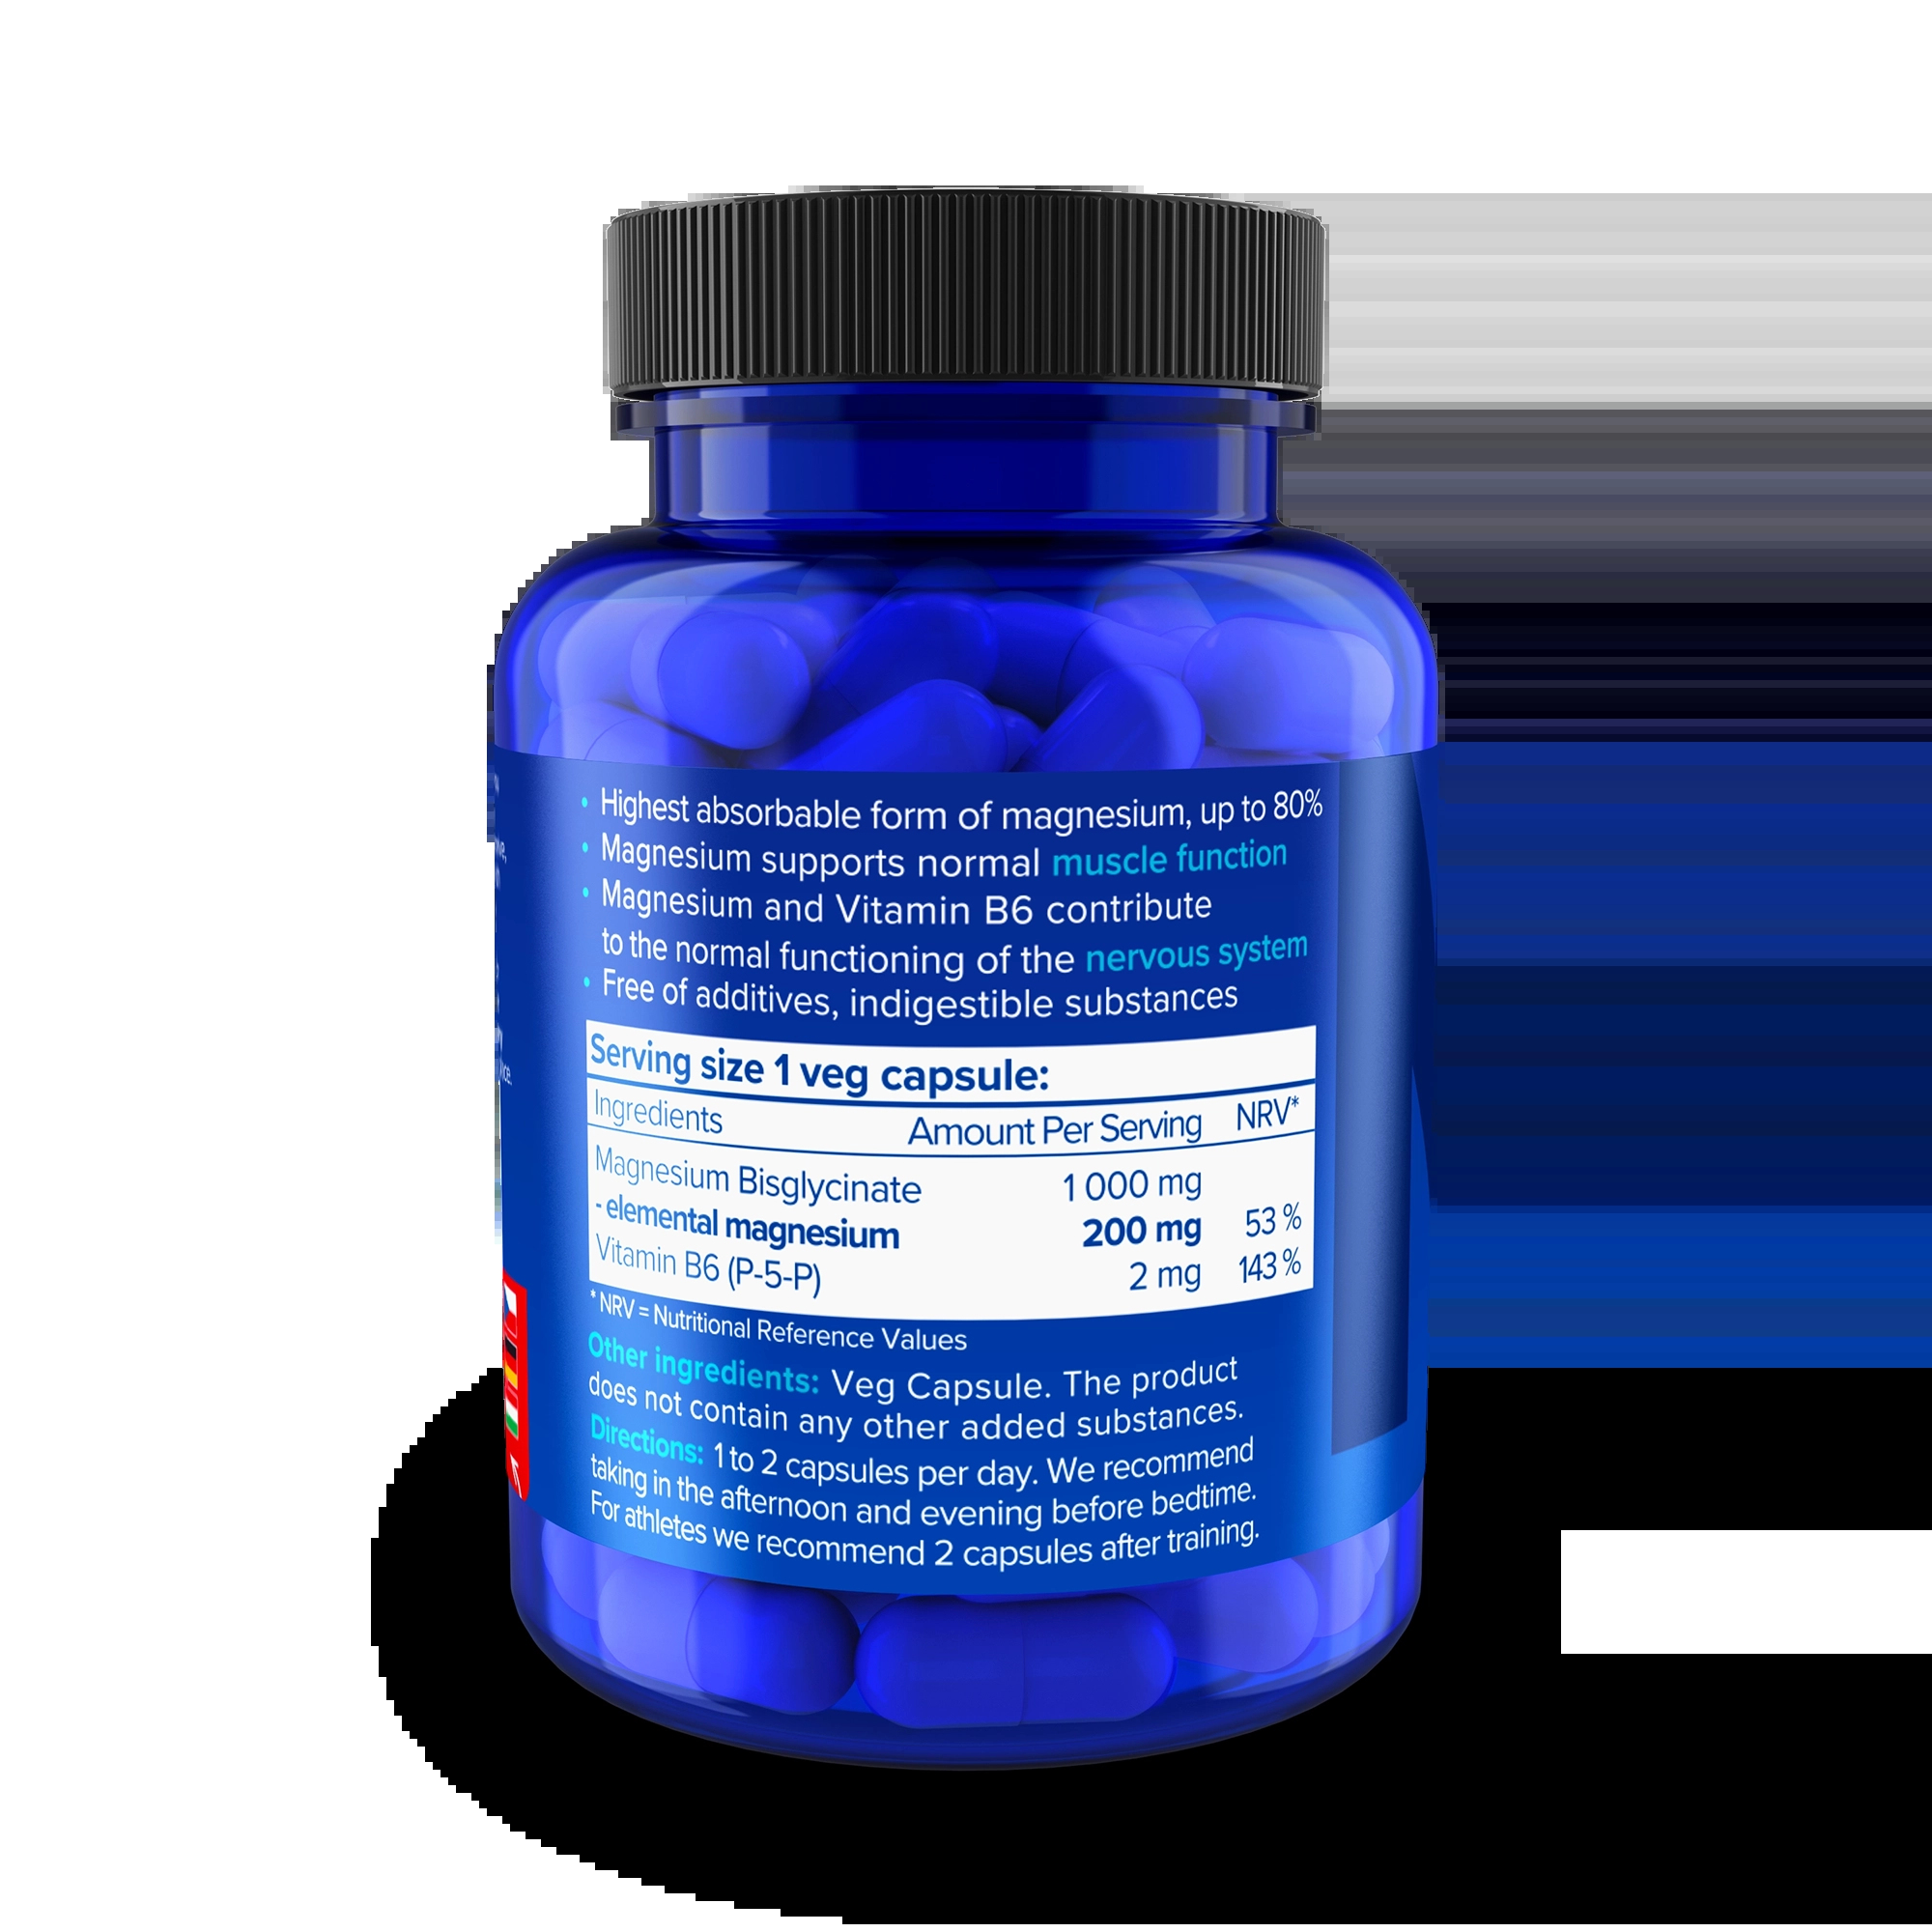 • Highest absorbable form of magnesium, up to 80%
• Magnesium supports normal muscle function
• Magnesium and Vitamin B6 contribute
to the normal functioning of the nervous system
• Free of additives, indigestible substances
Serving size 1 veg capsule:
Ingredients Amount Per Serving NRV*
Magnesium Bisglycinate 1 000 mg
- elemental magnesium 200 mg 53 %
Vitamin B6 (P-5-P) 2 mg 143 %
* NRV = Nutritional Reference Values
Other ingredients: Veg Capsule. The product
does not contain any other added substances.
Directions: 1 to 2 capsules per day. We recommend
taking in the afternoon and evening before bedtime.
For athletes we recommend 2 capsules after training.